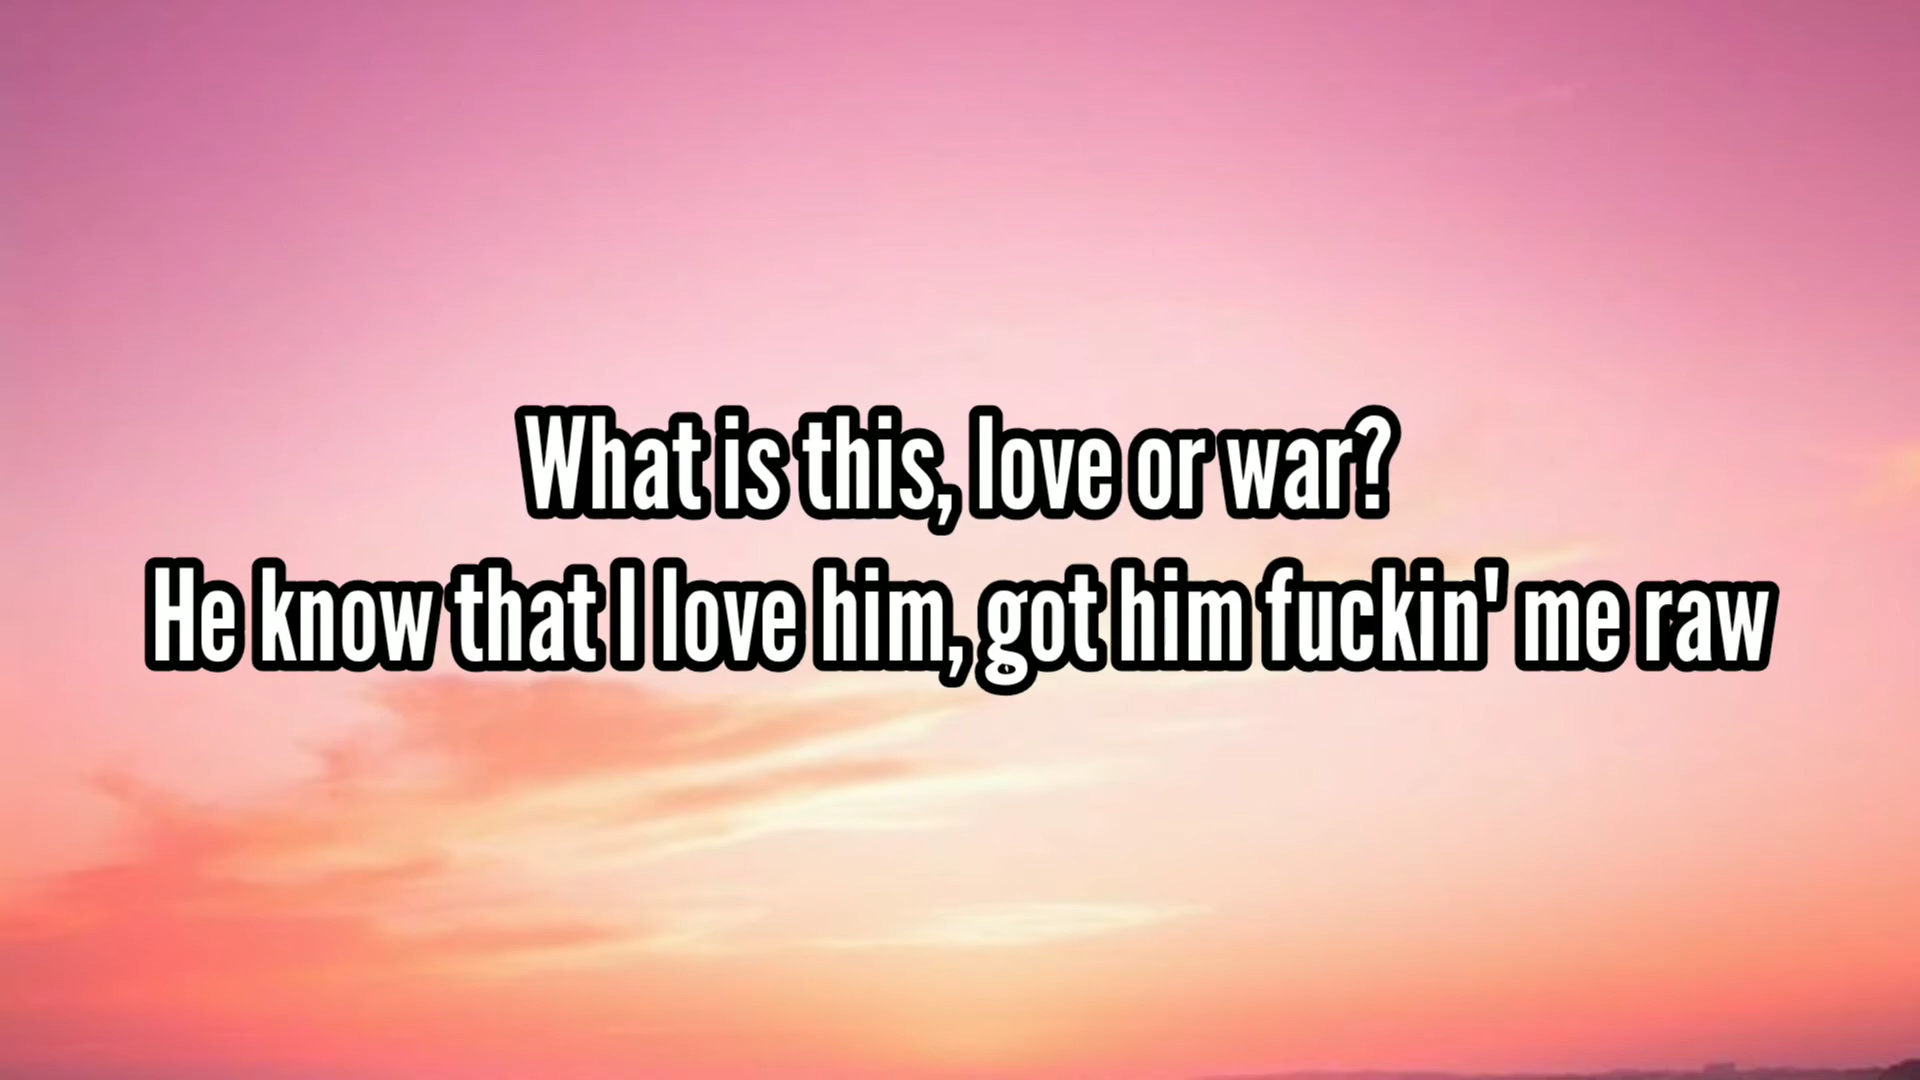 What is this, love or war?
He know that I love him, got him fuckin' me raw